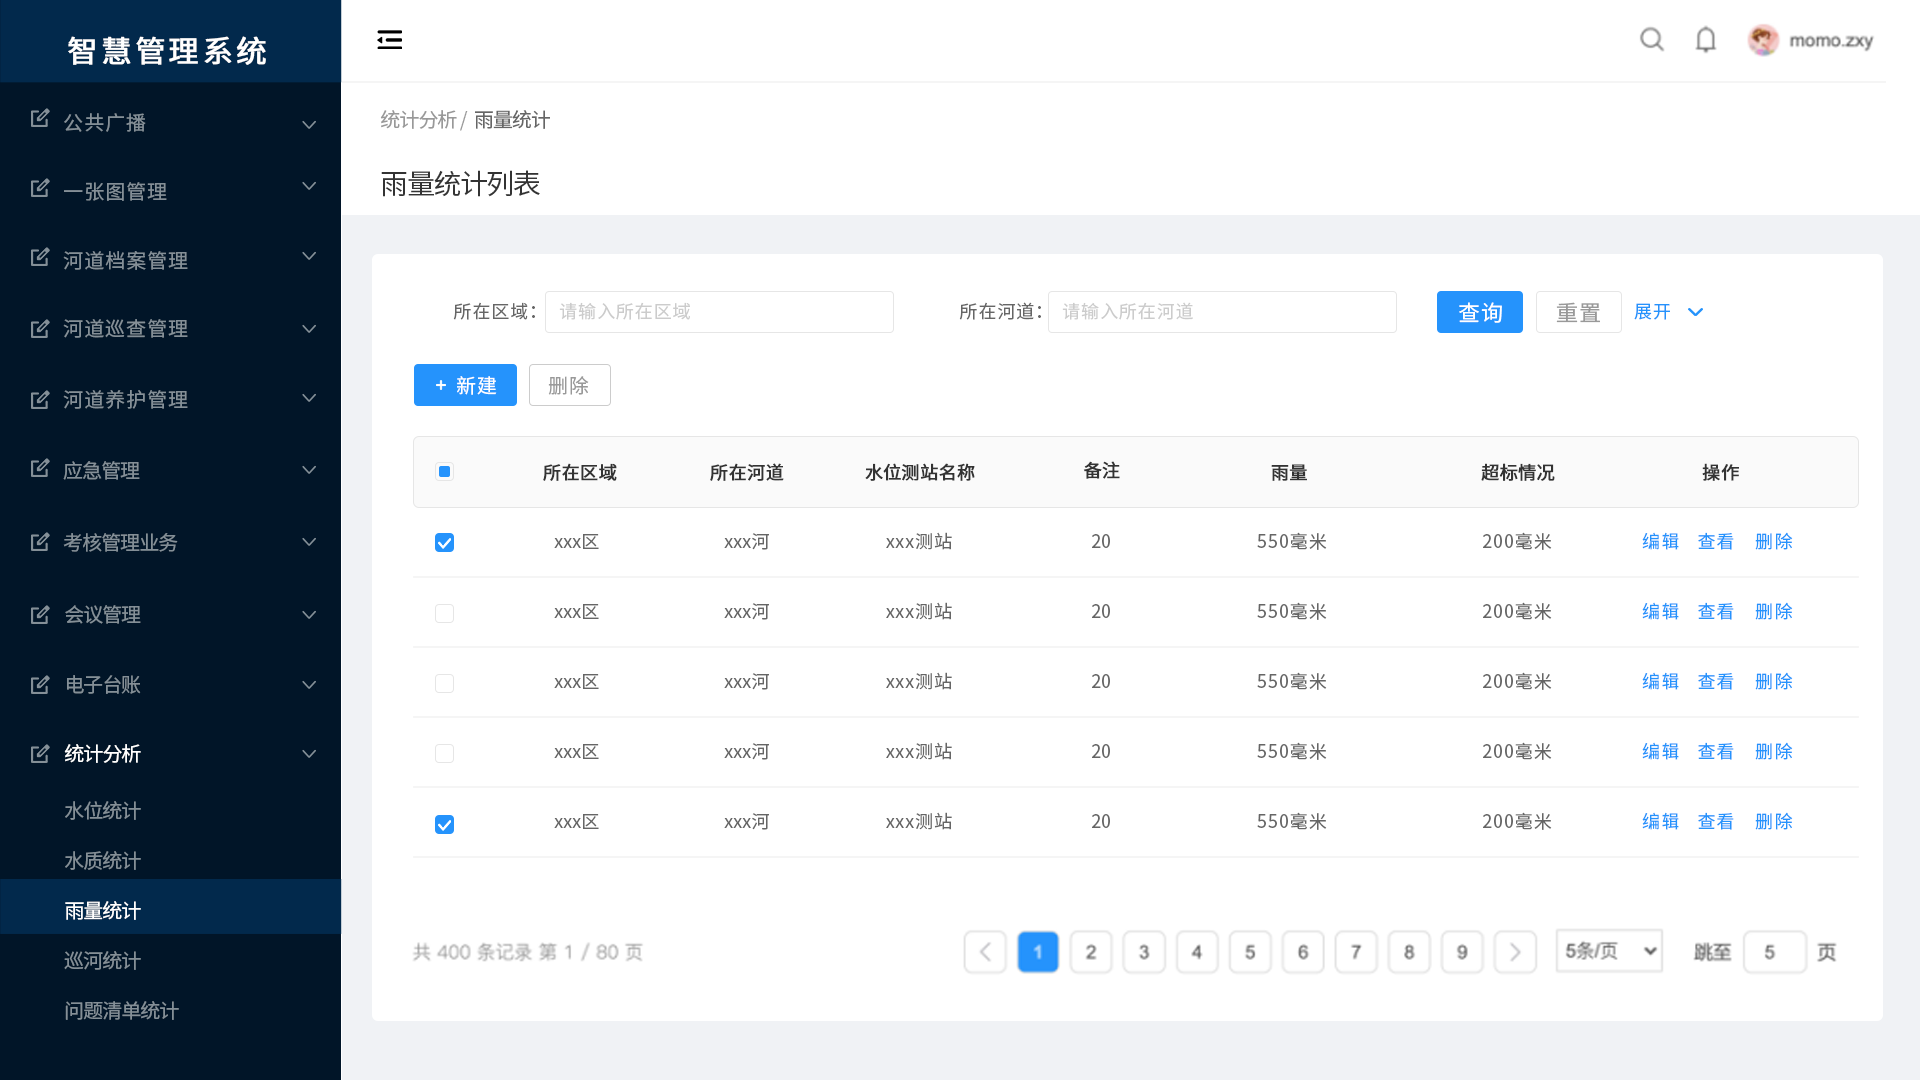 智慧管理系统
公共广播
一张图管理
河道档案管理
河道巡查管理
河道养护管理
应急管理
考核管理业务
会议管理
电子台账
统计分析
水位统计
水质统计
雨量统计
巡河统计
问题清单统计
momo.zxy
统计分析 / 雨量统计
雨量统计列表
所在区域： 请输入所在区域 所在河道： 请输入所在河道 查询 重置 展开
+ 新建 删除
所在区域 所在河道 水位测站名称 备注 雨量 超标情况 操作
xxx区 xxx河 xxx测站 20 550毫米 200毫米 编辑 查看 删除
xxx区 xxx河 xxx测站 20 550毫米 200毫米 编辑 查看 删除
xxx区 xxx河 xxx测站 20 550毫米 200毫米 编辑 查看 删除
xxx区 xxx河 xxx测站 20 550毫米 200毫米 编辑 查看 删除
xxx区 xxx河 xxx测站 20 550毫米 200毫米 编辑 查看 删除
共 400 条记录 第 1 / 80 页 1 2 3 4 5 6 7 8 9 5条/页 跳至 5 页